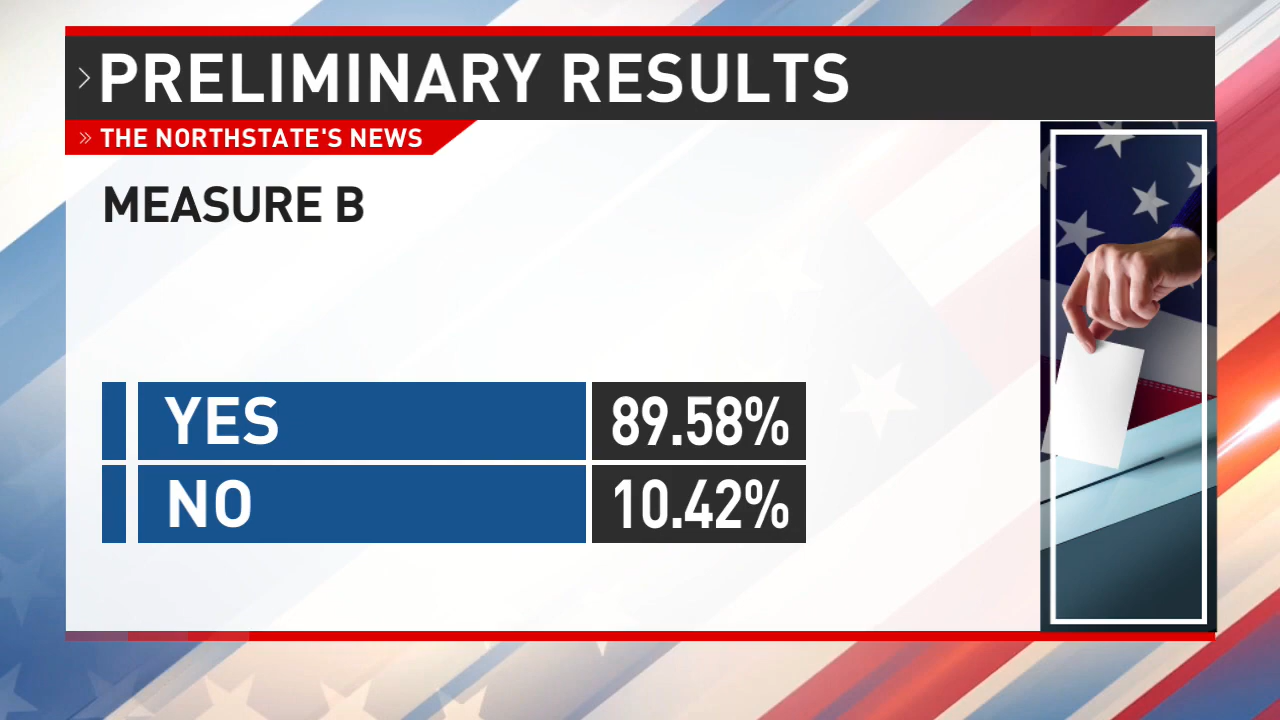 PRELIMINARY RESULTS
THE NORTHSTATE'S NEWS
MEASURE B
YES 89.58%
NO 10.42%